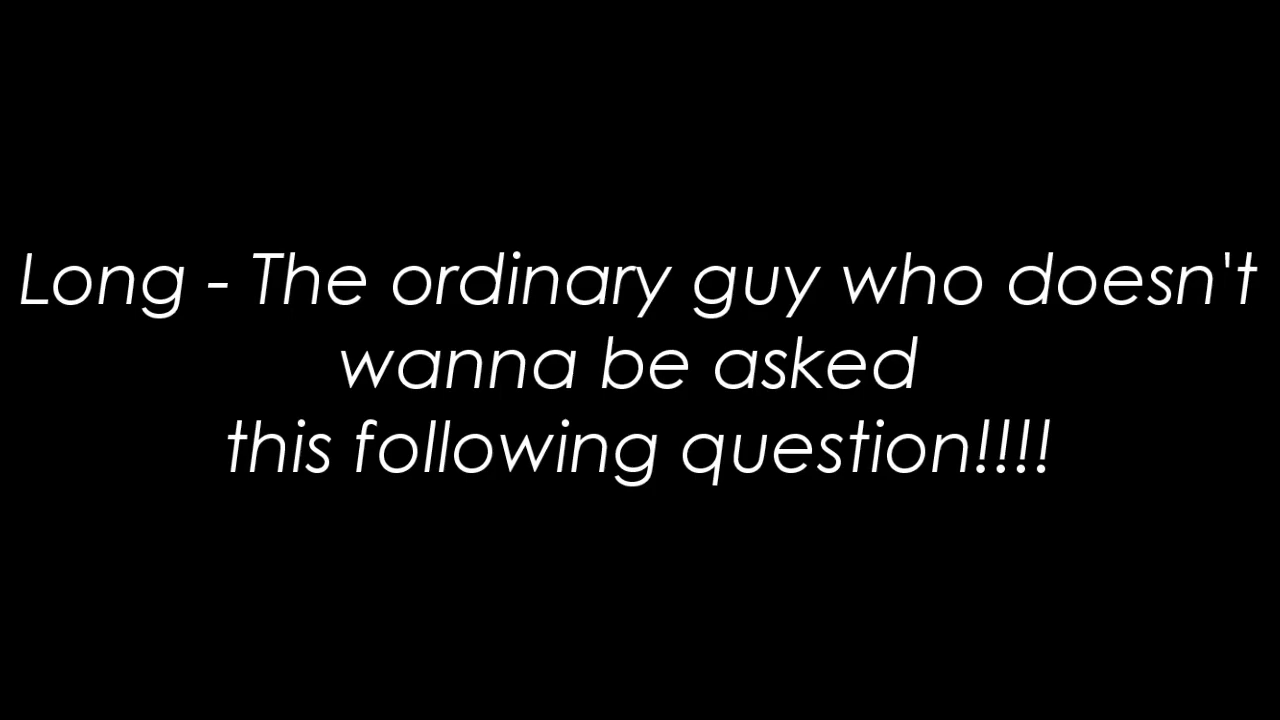 Long - The ordinary guy who doesn't
wanna be asked
this following question!!!!